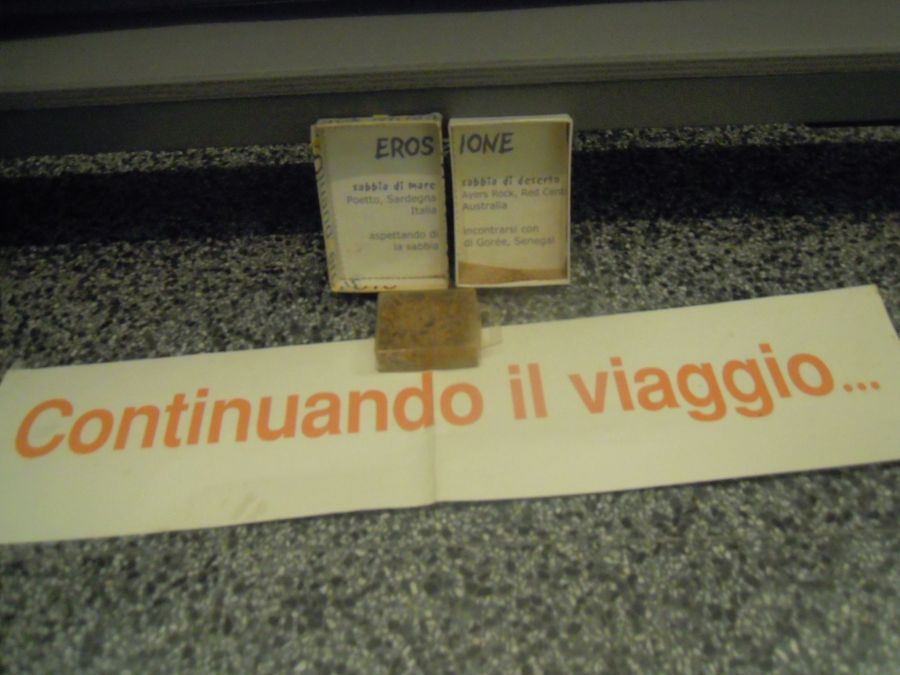 EROS
sabbia di mare
Poetto, Sardegna
Italia
aspettando di
la sabbia
IONE
sabbia di deserto
Ayers Rock, Red Cent
Australia
incontrarsi con
di Gorée, Senegal
Continuando il viaggio...